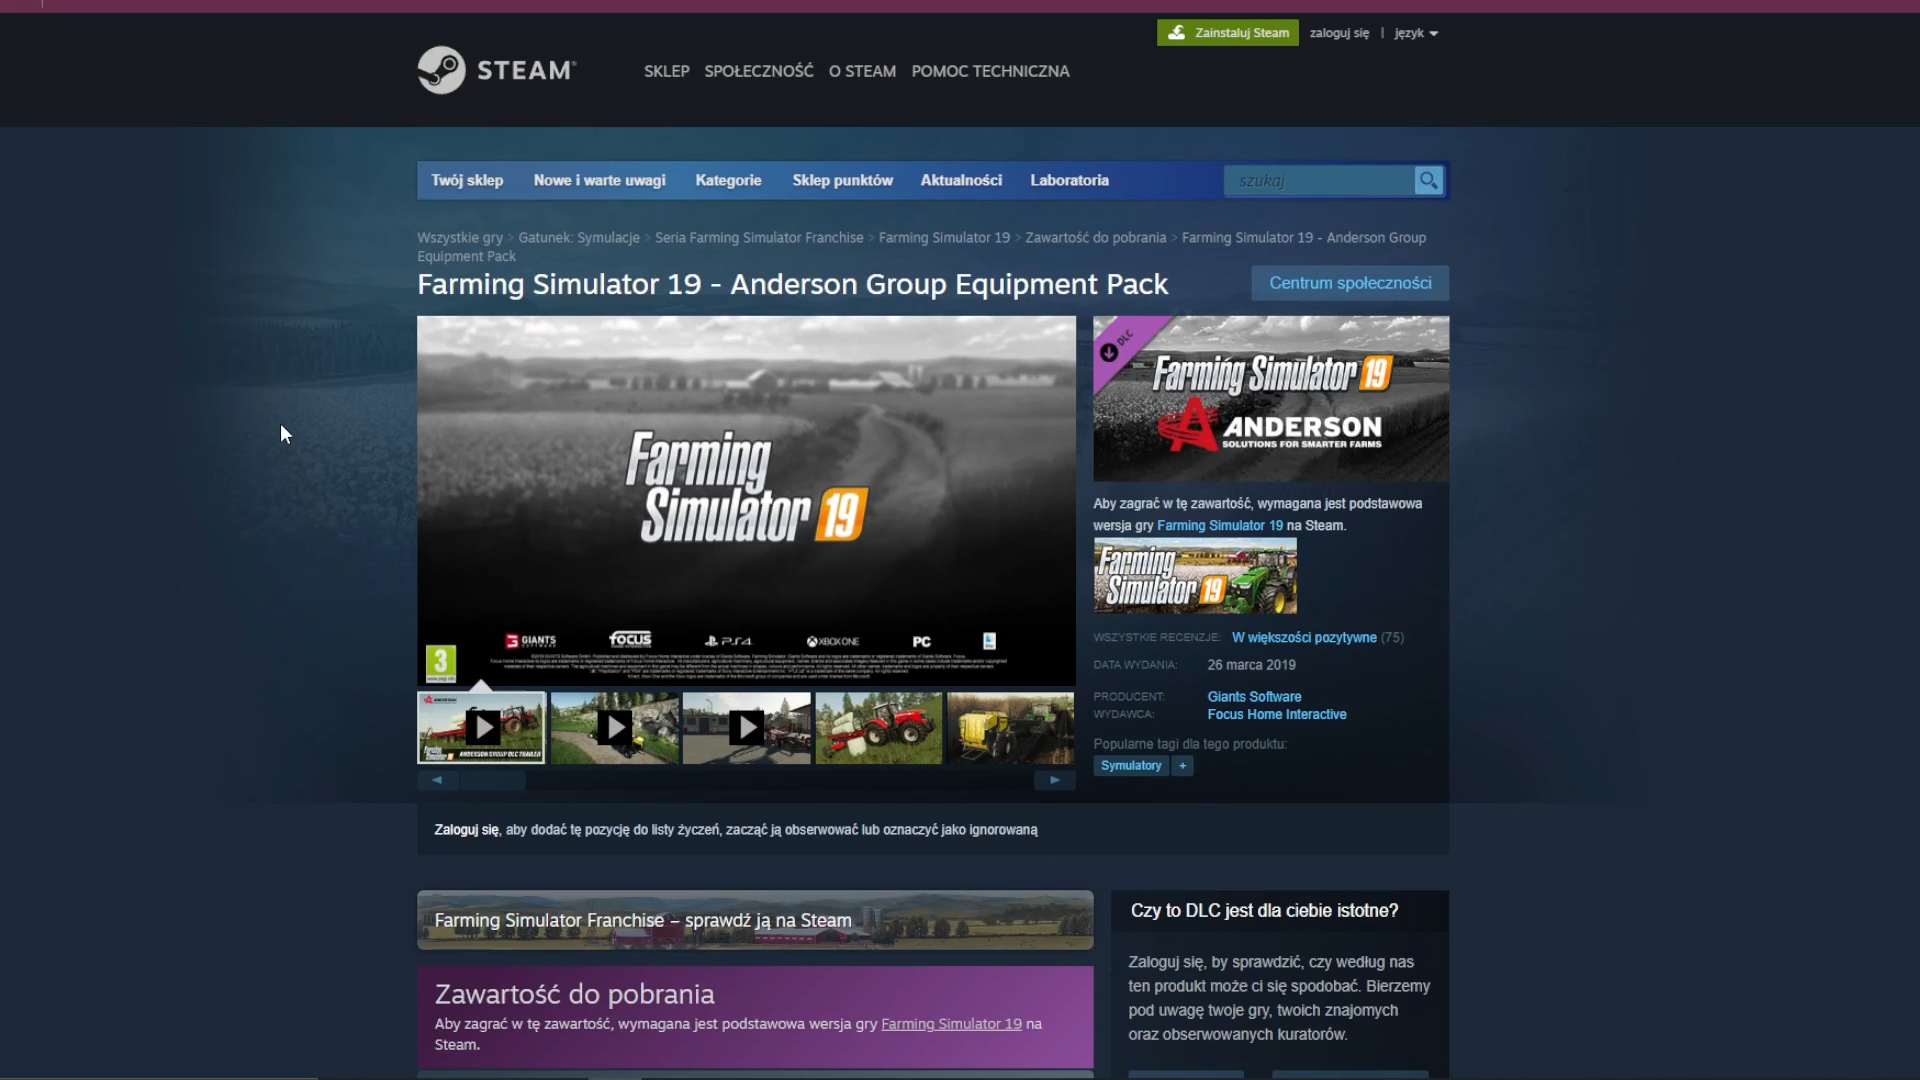 Zainstaluj Steam
zaloguj się | język
STEAM®
SKLEP SPOŁECZNOŚĆ O STEAM POMOC TECHNICZNA
Twój sklep Nowe i warte uwagi Kategorie Sklep punktów Aktualności Laboratoria
szukaj
Wszystkie gry > Gatunek: Symulacje > Seria Farming Simulator Franchise > Farming Simulator 19 > Zawartość do pobrania > Farming Simulator 19 - Anderson Group
Equipment Pack
Farming Simulator 19 - Anderson Group Equipment Pack
Centrum społeczności
Farming
Simulator 19
GIANTS
SOFTWARE
FOCUS
PS4
XBOX ONE
PC
3
ANDERSON GROUP DLC TRAILER
DLC
Farming Simulator 19
ANDERSON
SOLUTIONS FOR SMARTER FARMS
Aby zagrać w tę zawartość, wymagana jest podstawowa
wersja gry Farming Simulator 19 na Steam.
Farming
Simulator 19
WSZYSTKIE RECENZJE: W większości pozytywne (75)
DATA WYDANIA: 26 marca 2019
PRODUCENT: Giants Software
WYDAWCA: Focus Home Interactive
Popularne tagi dla tego produktu:
Symulatory +
Zaloguj się, aby dodać tę pozycję do listy życzeń, zacząć ją obserwować lub oznaczyć jako ignorowaną
Farming Simulator Franchise – sprawdź ją na Steam
Zawartość do pobrania
Aby zagrać w tę zawartość, wymagana jest podstawowa wersja gry Farming Simulator 19 na
Steam.
Czy to DLC jest dla ciebie istotne?
Zaloguj się, by sprawdzić, czy według nas
ten produkt może ci się spodobać. Bierzemy
pod uwagę twoje gry, twoich znajomych
oraz obserwowanych kuratorów.